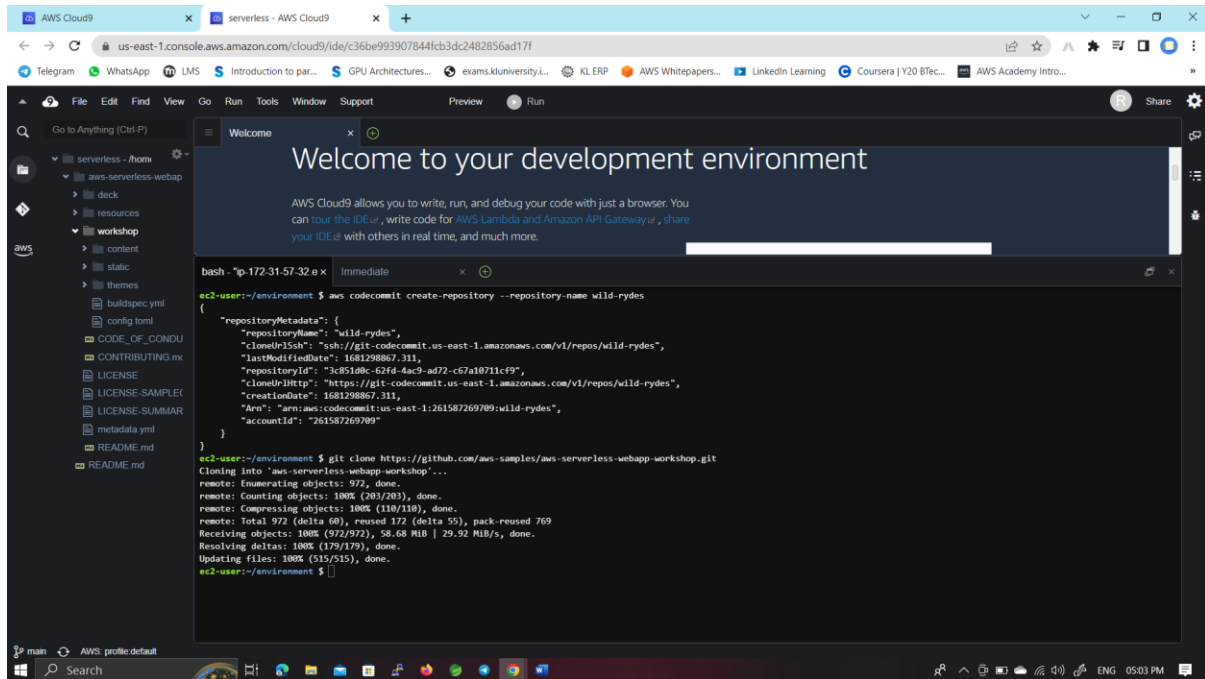 AWS Cloud9
serverless - AWS Cloud9
us-east-1.console.aws.amazon.com/cloud9/ide/c36be993907844fcb3dc2482856ad17f
Telegram WhatsApp LMS Introduction to par... GPU Architectures... exams.kluniversity.i... KL ERP AWS Whitepapers... LinkedIn Learning Coursera | Y20 BTec... AWS Academy Intro... »
File Edit Find View Go Run Tools Window Support Preview Run R Share
Go to Anything (Ctrl-P)
serverless - /home
aws-serverless-webap
deck
resources
workshop
content
static
themes
buildspec.yml
config.toml
CODE_OF_CONDU
CONTRIBUTING.mc
LICENSE
LICENSE-SAMPLE(
LICENSE-SUMMAR
metadata.yml
README.md
README.md
aws
Welcome
Welcome to your development environment
AWS Cloud9 allows you to write, run, and debug your code with just a browser. You
can tour the IDE, write code for AWS Lambda and Amazon API Gateway, share
your IDE with others in real time, and much more.
bash - "ip-172-31-57-32.e Immediate
ec2-user:~/environment $ aws codecommit create-repository --repository-name wild-rydes
{
"repositoryMetadata": {
"repositoryName": "wild-rydes",
"cloneUrlSsh": "ssh://git-codecommit.us-east-1.amazonaws.com/v1/repos/wild-rydes",
"lastModifiedDate": 1681298867.311,
"repositoryId": "3c851d0c-62fd-4ac9-ad72-c67a10711cf9",
"cloneUrlHttp": "https://git-codecommit.us-east-1.amazonaws.com/v1/repos/wild-rydes",
"creationDate": 1681298867.311,
"Arn": "arn:aws:codecommit:us-east-1:261587269709:wild-rydes",
"accountId": "261587269709"
}
}
ec2-user:~/environment $ git clone https://github.com/aws-samples/aws-serverless-webapp-workshop.git
Cloning into 'aws-serverless-webapp-workshop'...
remote: Enumerating objects: 972, done.
remote: Counting objects: 100% (203/203), done.
remote: Compressing objects: 100% (110/110), done.
remote: Total 972 (delta 60), reused 172 (delta 55), pack-reused 769
Receiving objects: 100% (972/972), 58.68 MiB | 29.92 MiB/s, done.
Resolving deltas: 100% (179/179), done.
Updating files: 100% (515/515), done.
ec2-user:~/environment $
main AWS: profile:default
Search ENG 05:03 PM